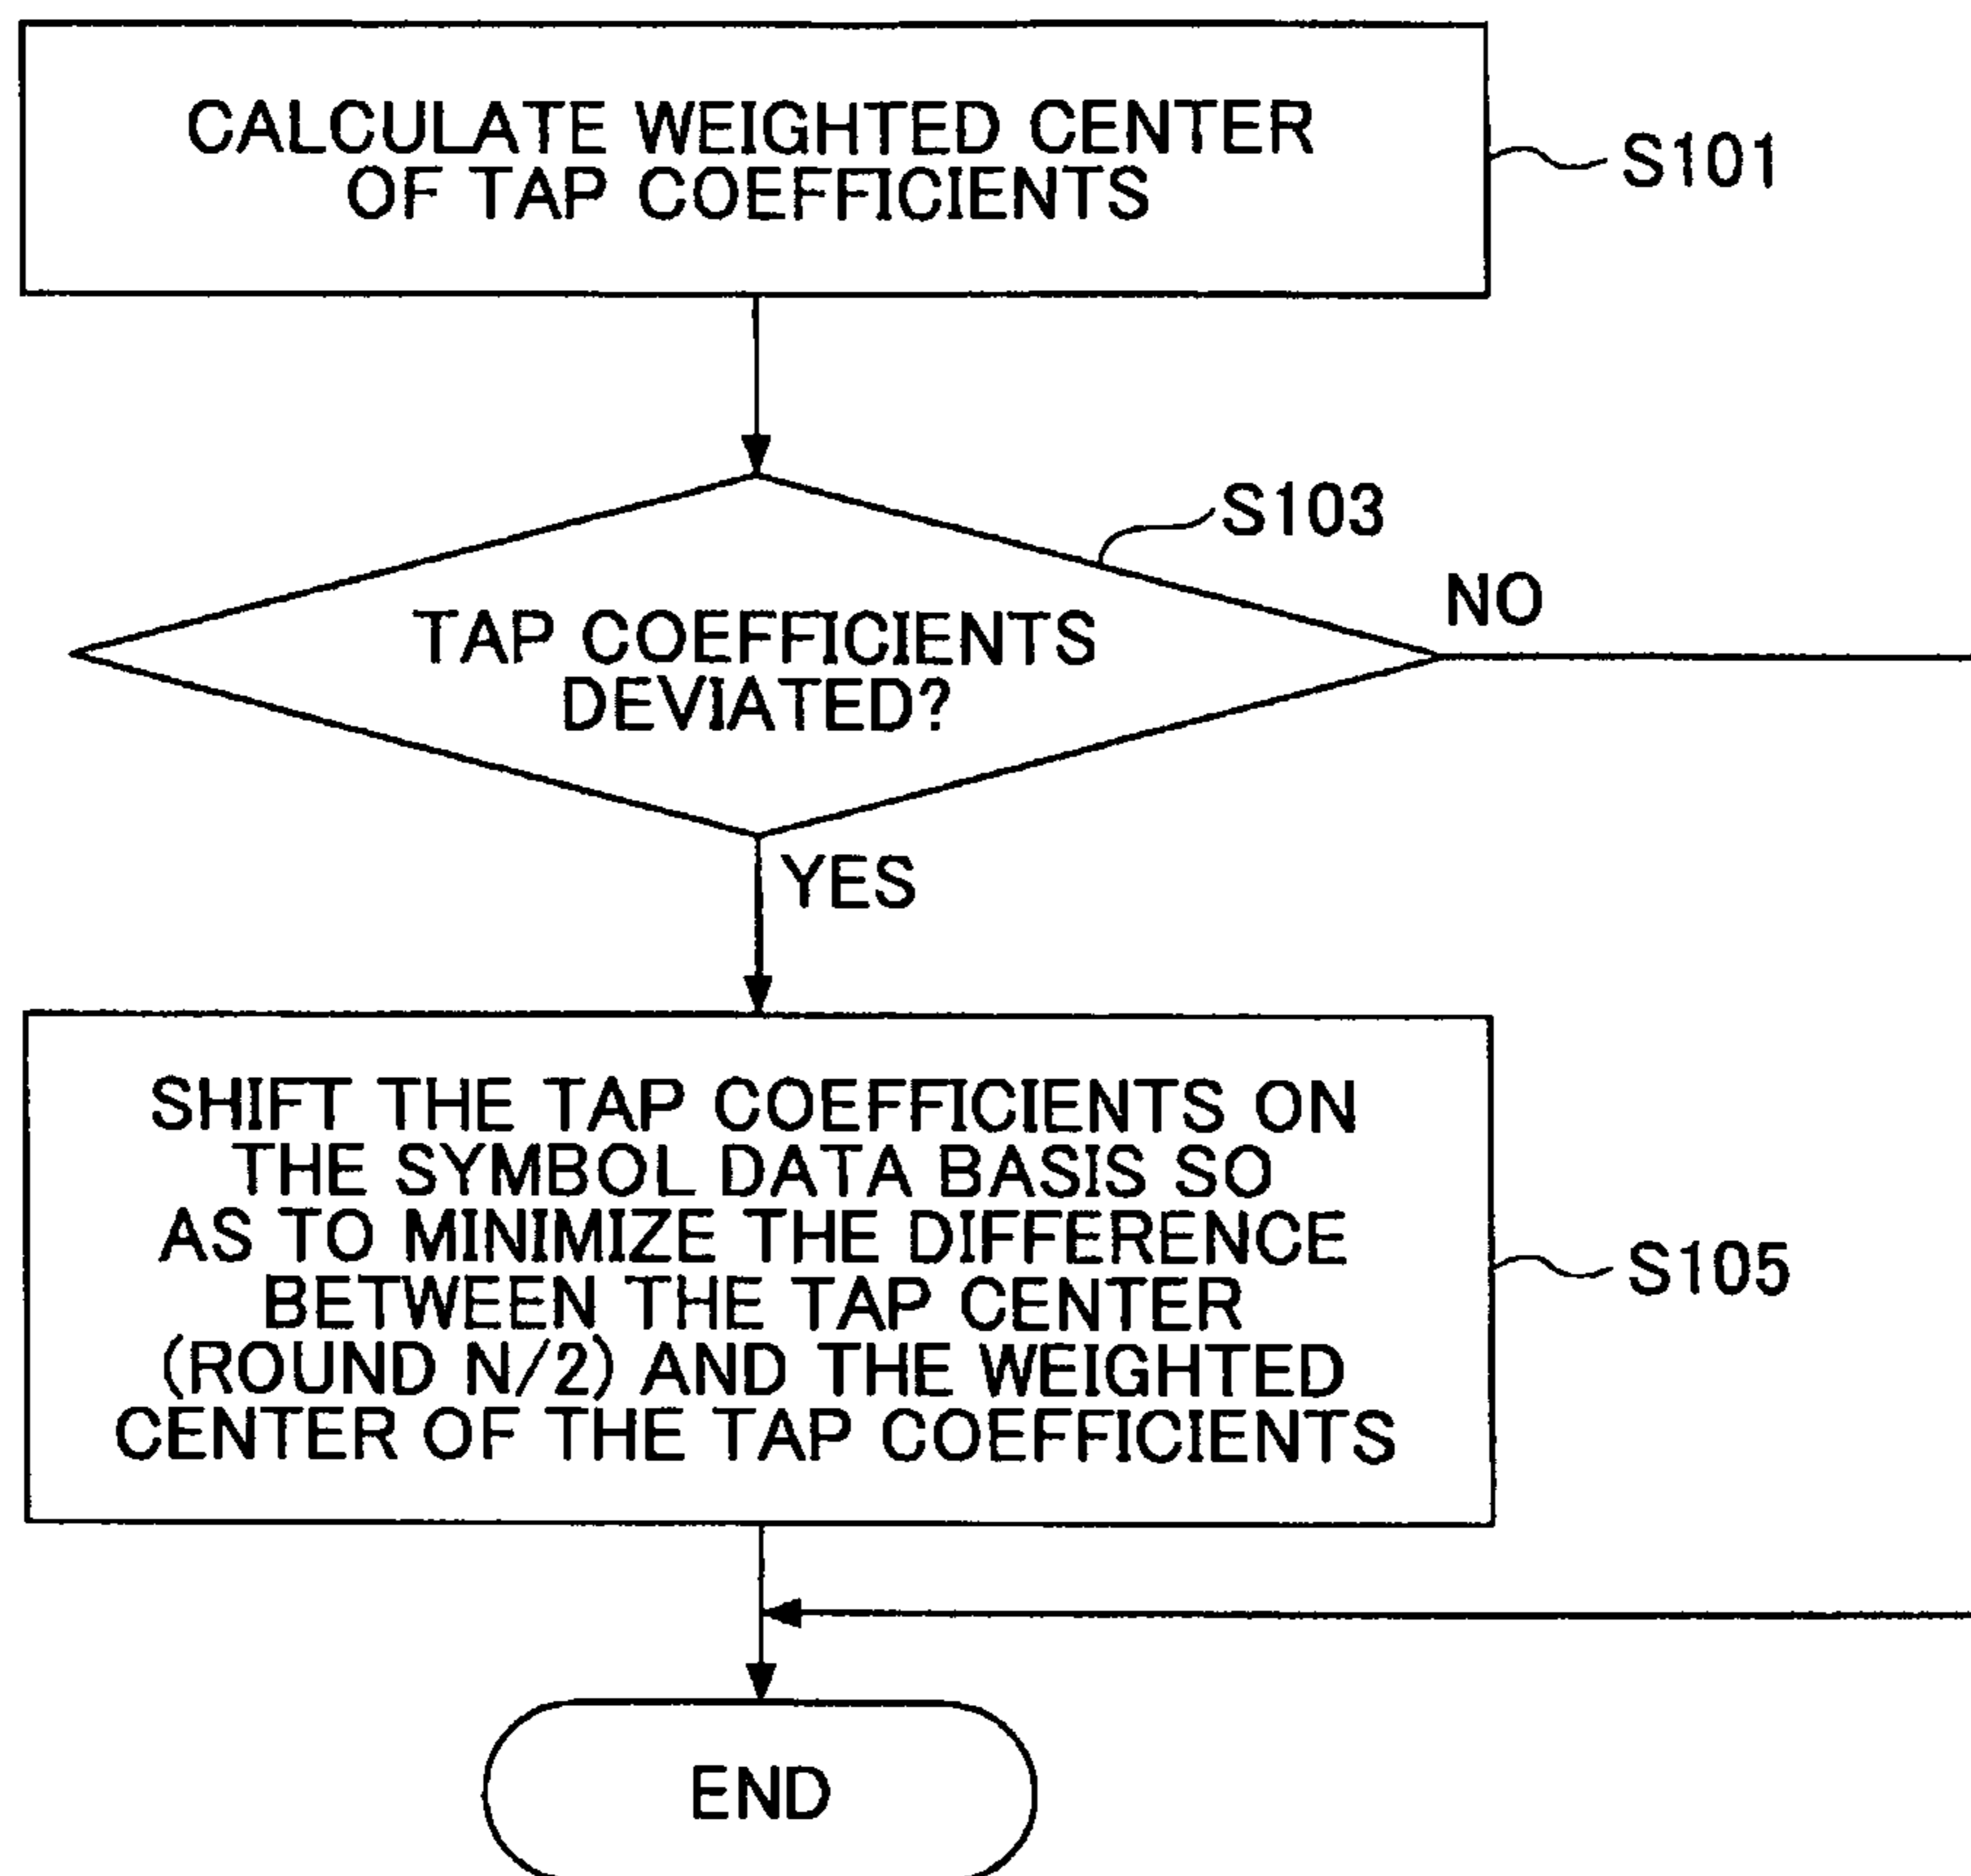 CALCULATE WEIGHTED CENTER
OF TAP COEFFICIENTS
S101
S103
NO
TAP COEFFICIENTS
DEVIATED?
YES
SHIFT THE TAP COEFFICIENTS ON
THE SYMBOL DATA BASIS SO
AS TO MINIMIZE THE DIFFERENCE
BETWEEN THE TAP CENTER
(ROUND N/2) AND THE WEIGHTED
CENTER OF THE TAP COEFFICIENTS
S105
END